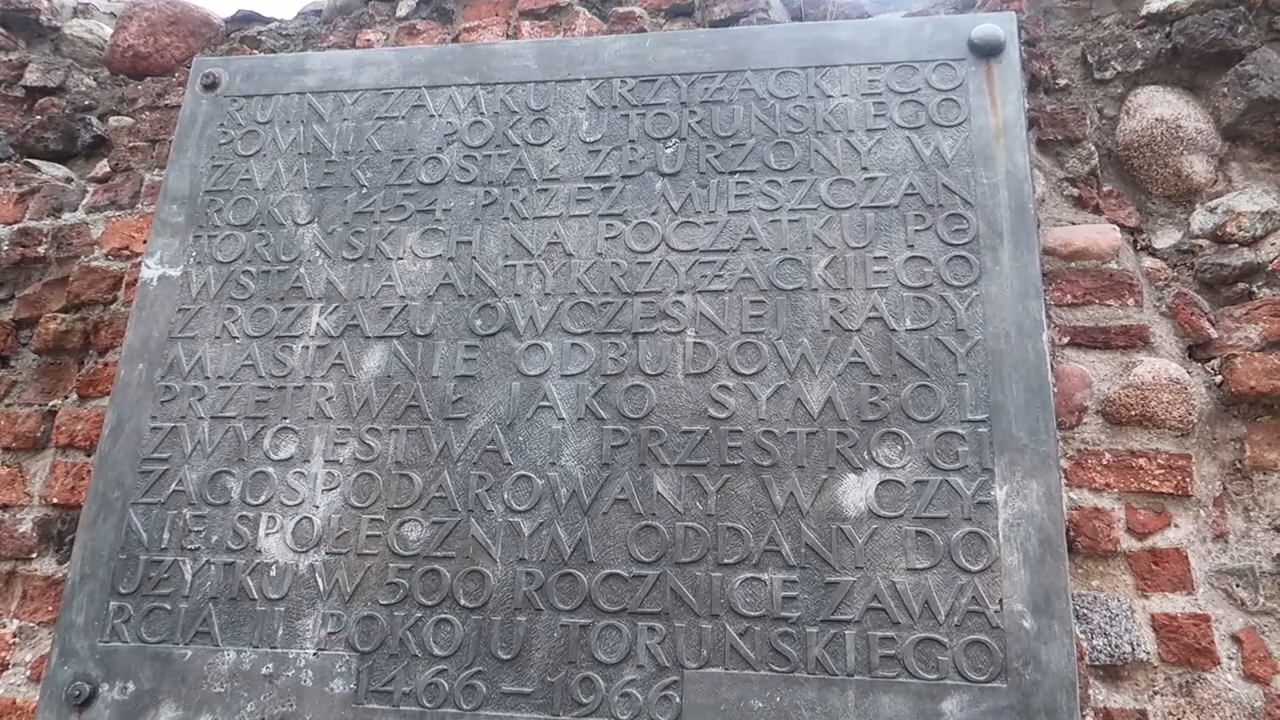 RUINY ZAMKU KRZYŻACKIEGO
POMNIK II POKOJU TORUŃSKIEGO
ZAMEK ZOSTAŁ ZBURZONY W
ROKU 1454 PRZEZ MIESZCZAN
TORUŃSKICH NA POCZĄTKU PO
WSTANIA ANTYKRZYŻACKIEGO
Z ROZKAZU ÓWCZESNEJ RADY
MIASTA NIE ODBUDOWANY
PRZETRWAŁ JAKO SYMBOL
ZWYCIĘSTWA I PRZESTROGI
ZAGOSPODAROWANY W CZY-
NIE SPOŁECZNYM ODDANY DO
UŻYTKU W 500 ROCZNICĘ ZAWA-
RCIA II POKOJU TORUŃSKIEGO
1466-1966